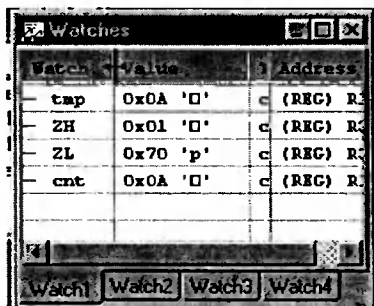 Watches
Watch Value Address
tmp 0x0A '□' c (REG) R
ZH 0x01 '□' c (REG) R
ZL 0x70 'p' c (REG) R
cnt 0x0A '□' c (REG) R
Watch1 Watch2 Watch3 Watch4